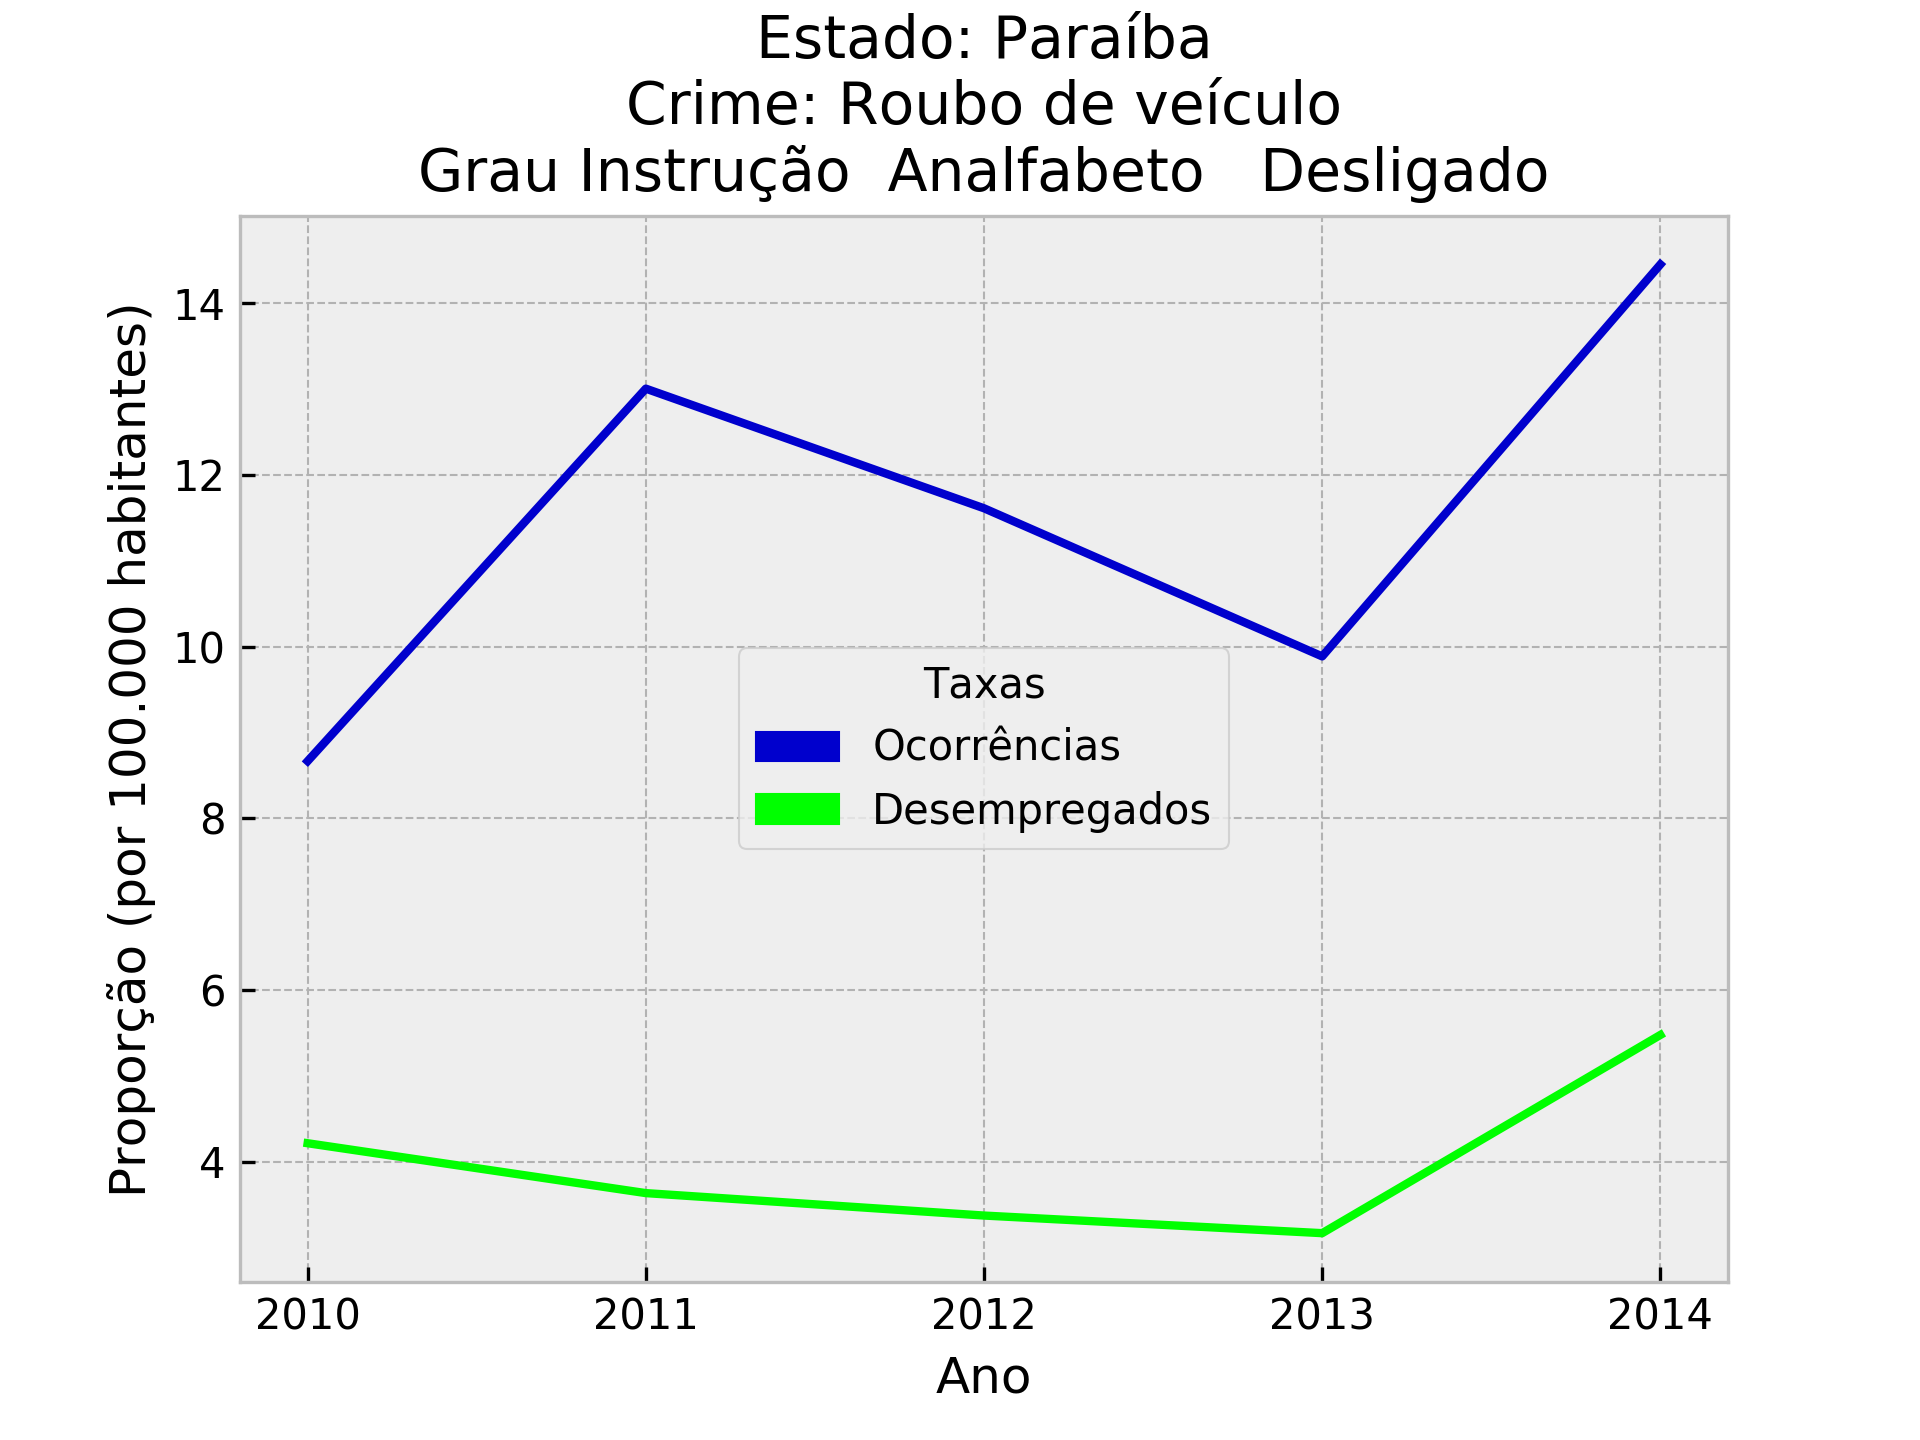 Estado: Paraíba
Crime: Roubo de veículo
Grau Instrução  Analfabeto   Desligado
Proporção (por 100.000 habitantes)
14
12
10
8
6
4
Taxas
Ocorrências
Desempregados
2010 2011 2012 2013 2014
Ano